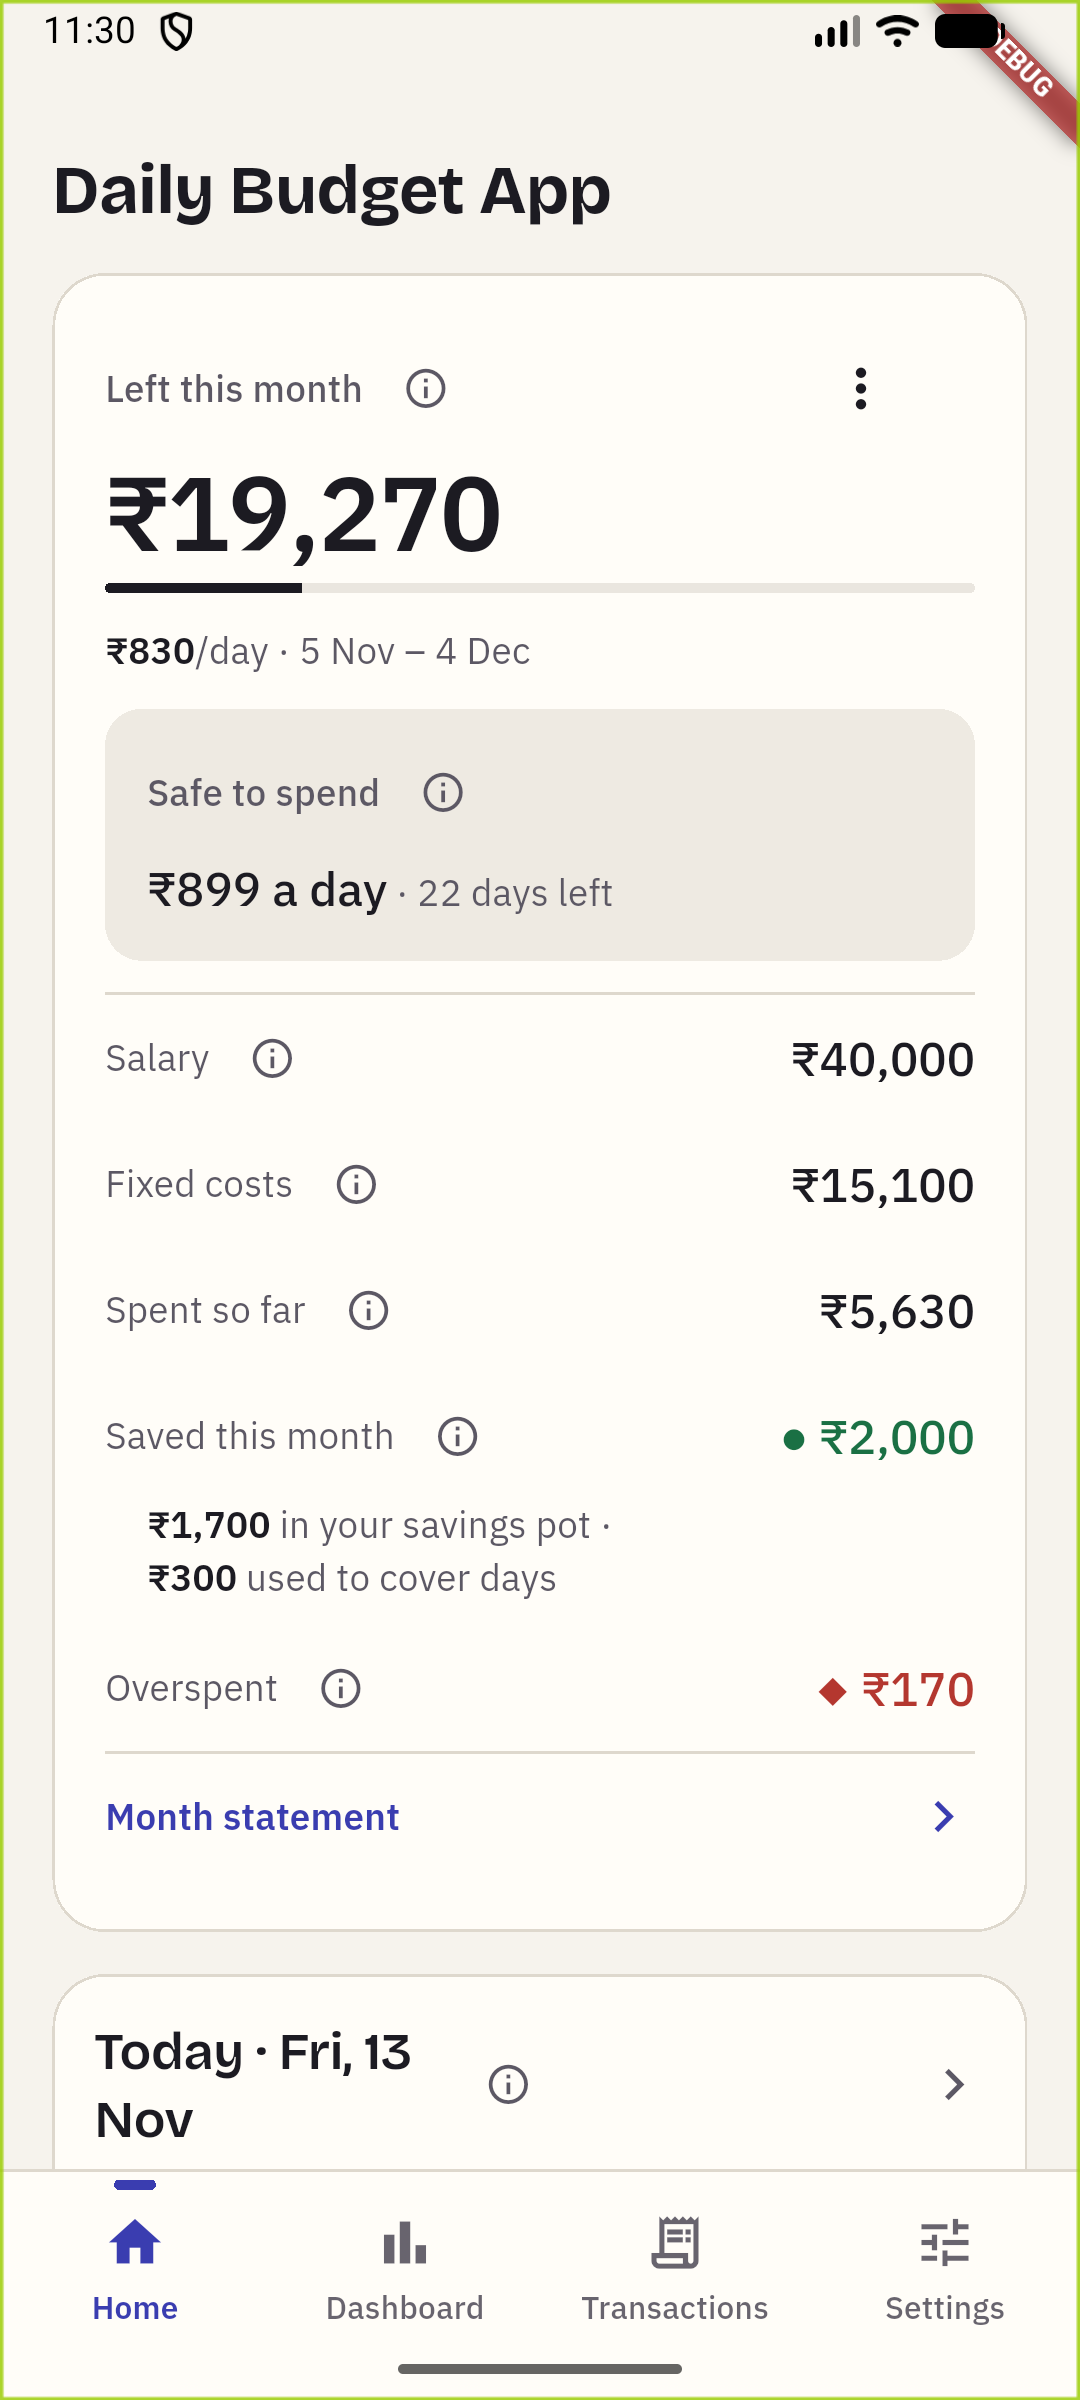 11:30
EBUG
Daily Budget App
Left this month
₹19,270
₹830/day · 5 Nov – 4 Dec
Safe to spend
₹899 a day · 22 days left
Salary ₹40,000
Fixed costs ₹15,100
Spent so far ₹5,630
Saved this month ₹2,000
₹1,700 in your savings pot ·
₹300 used to cover days
Overspent ₹170
Month statement
Today · Fri, 13
Nov
Home Dashboard Transactions Settings